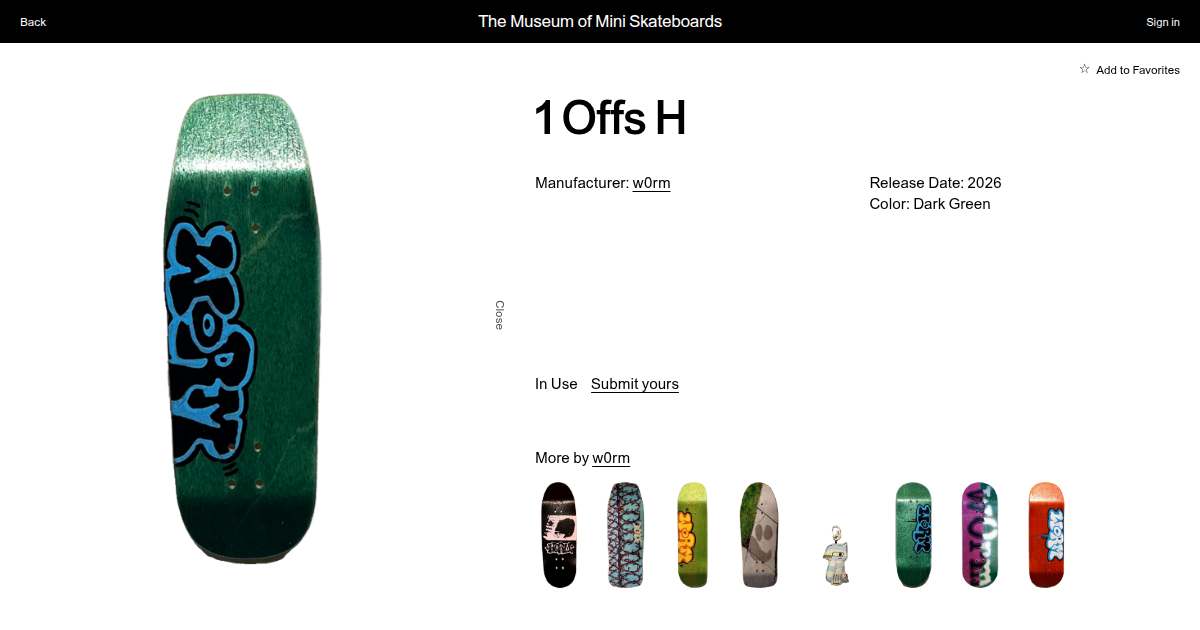 Back
The Museum of Mini Skateboards
Sign in
☆ Add to Favorites
1 Offs H
Manufacturer: w0rm
Release Date: 2026
Color: Dark Green
Close
In Use Submit yours
More by w0rm